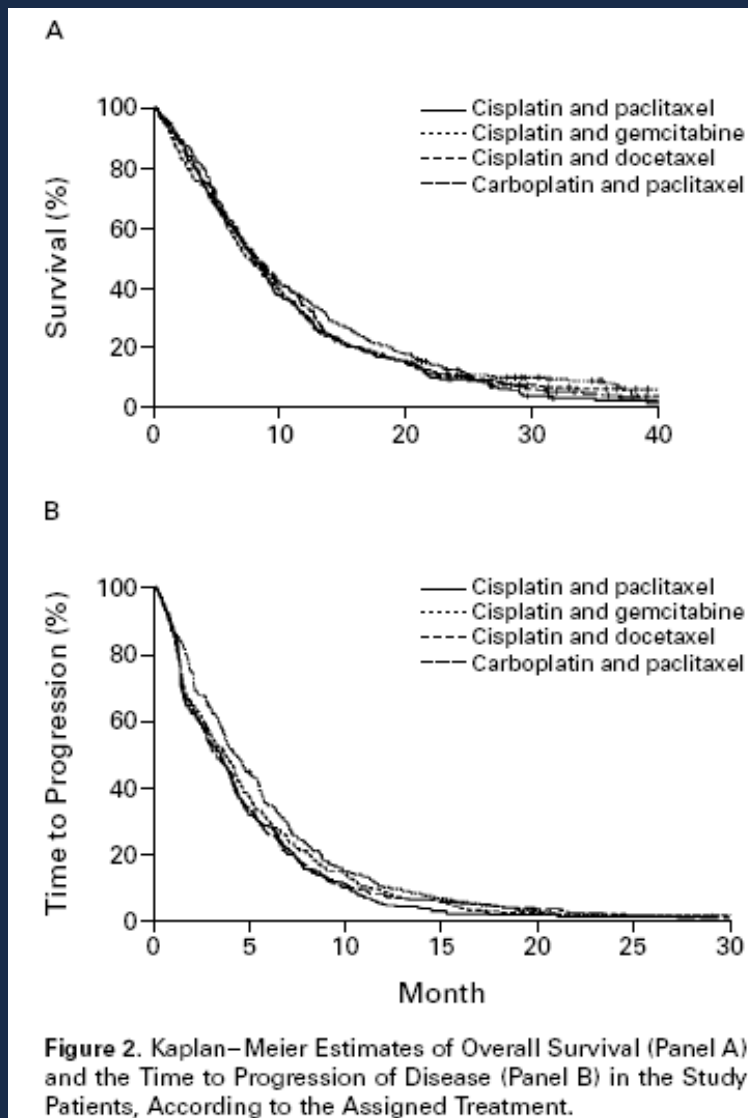 A
100
80
60
40
20
0
Survival (%)
Cisplatin and paclitaxel
Cisplatin and gemcitabine
Cisplatin and docetaxel
Carboplatin and paclitaxel
0 10 20 30 40
B
100
80
60
40
20
0
Time to Progression (%)
Cisplatin and paclitaxel
Cisplatin and gemcitabine
Cisplatin and docetaxel
Carboplatin and paclitaxel
0 5 10 15 20 25 30
Month
Figure 2. Kaplan–Meier Estimates of Overall Survival (Panel A)
and the Time to Progression of Disease (Panel B) in the Study
Patients, According to the Assigned Treatment.